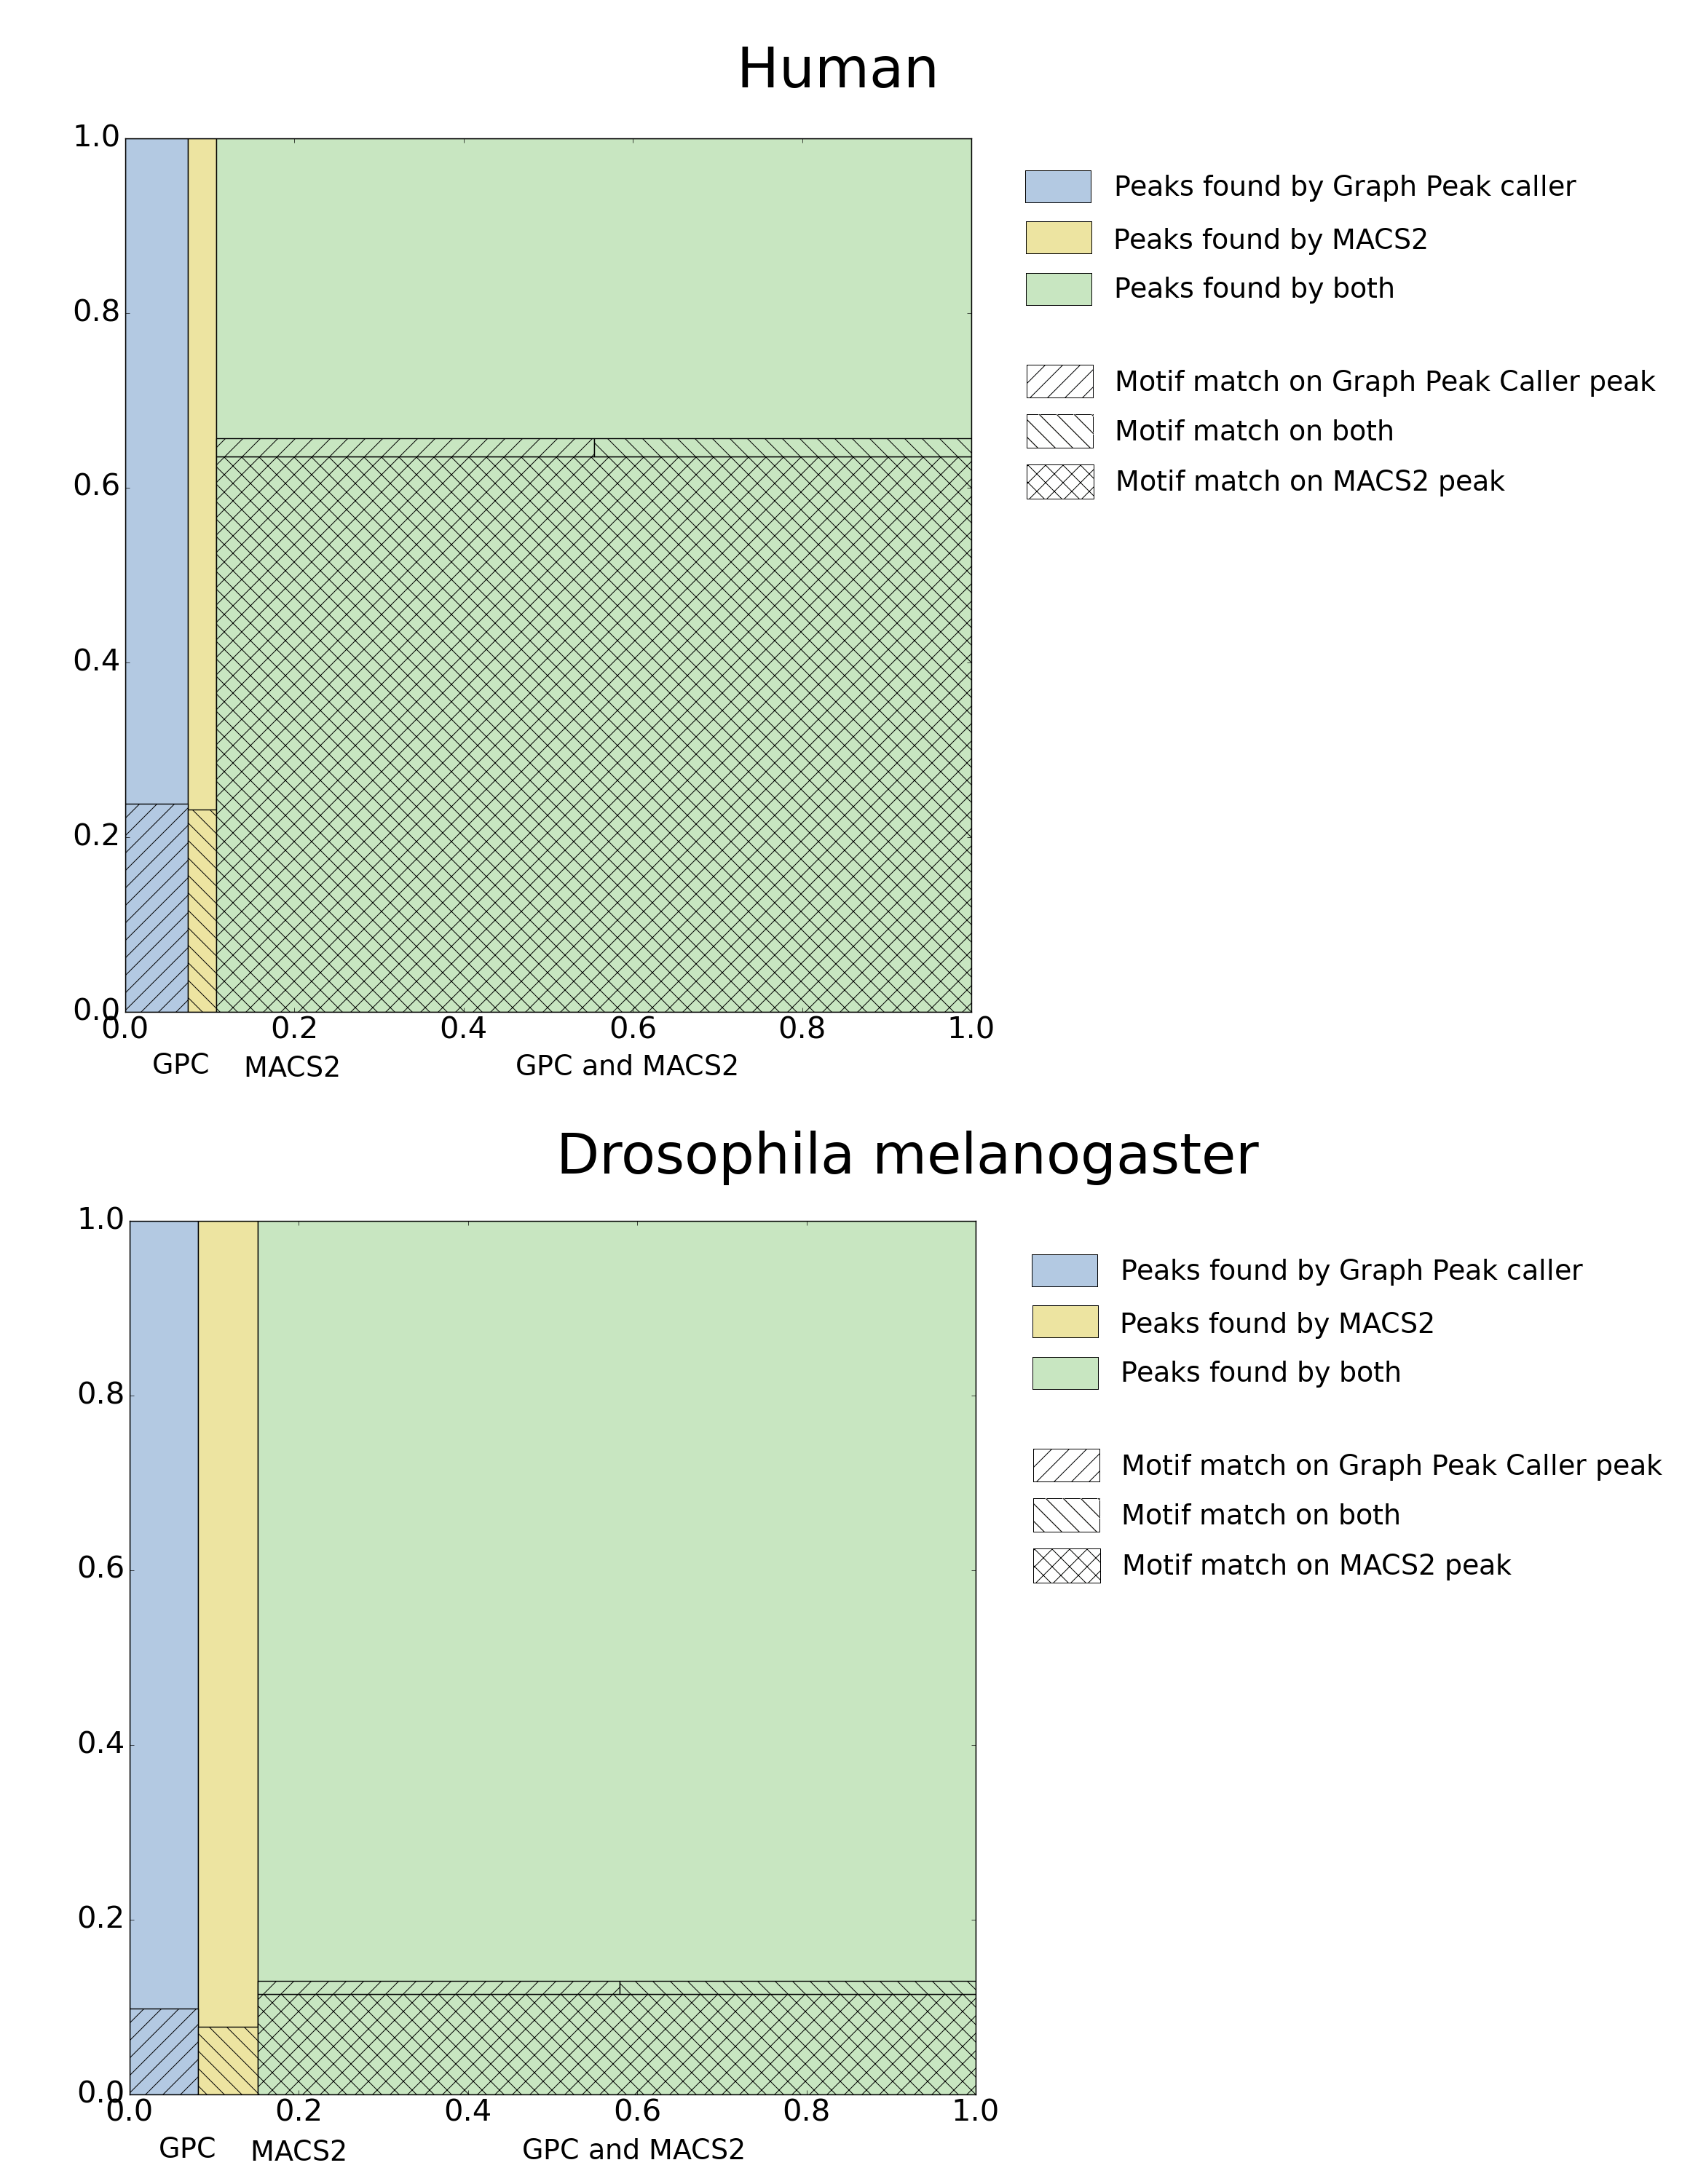 Human
1.0
0.8
0.6
0.4
0.2
0.0
0.0 0.2 0.4 0.6 0.8 1.0
GPC MACS2 GPC and MACS2
Peaks found by Graph Peak caller
Peaks found by MACS2
Peaks found by both
Motif match on Graph Peak Caller peak
Motif match on both
Motif match on MACS2 peak
Drosophila melanogaster
1.0
0.8
0.6
0.4
0.2
0.0
0.0 0.2 0.4 0.6 0.8 1.0
GPC MACS2 GPC and MACS2
Peaks found by Graph Peak caller
Peaks found by MACS2
Peaks found by both
Motif match on Graph Peak Caller peak
Motif match on both
Motif match on MACS2 peak